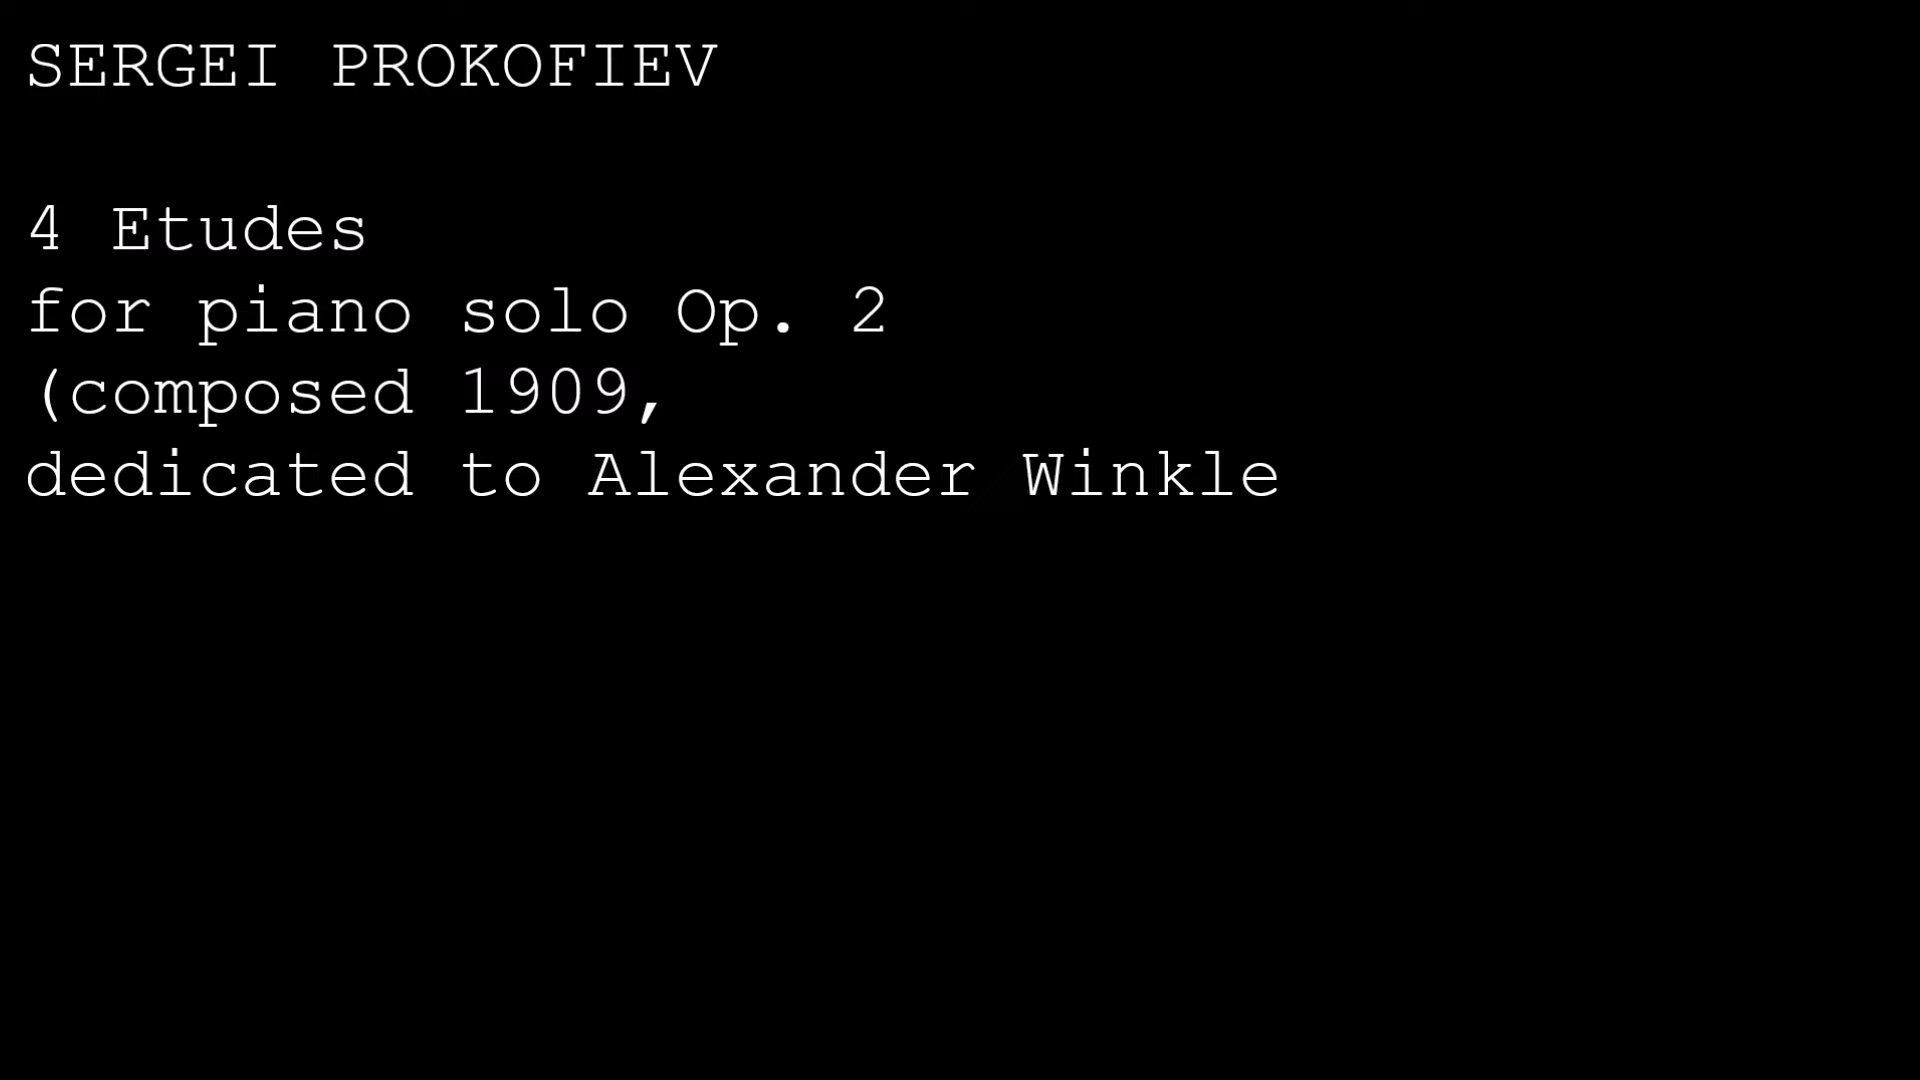 SERGEI PROKOFIEV
4 Etudes
for piano solo Op. 2
(composed 1909,
dedicated to Alexander Winkle